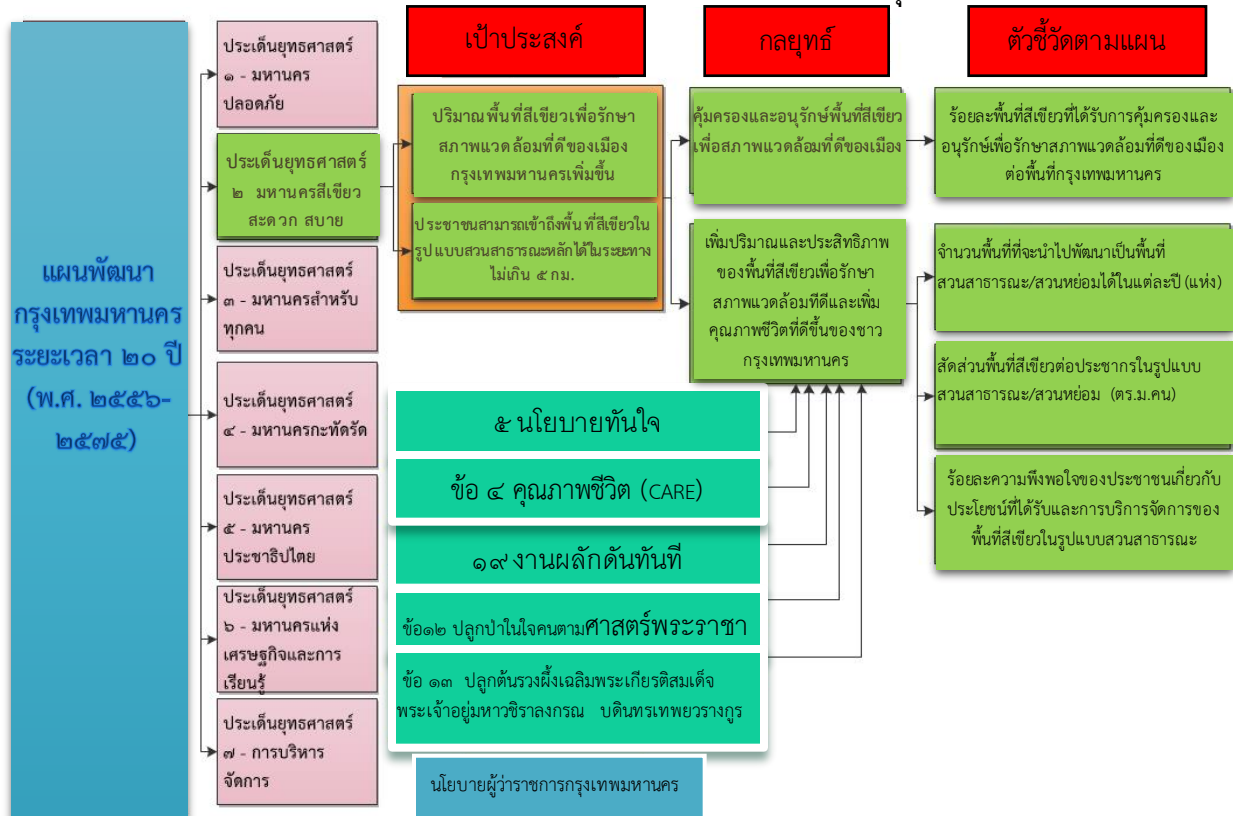 แผนพัฒนา
กรุงเทพมหานคร
ระยะเวลา ๒๐ ปี
(พ.ศ. ๒๕๕๖-
๒๕๗๕)
ประเด็นยุทธศาสตร์
๑ - มหานคร
ปลอดภัย
ประเด็นยุทธศาสตร์
๒ มหานครสีเขียว
สะดวก สบาย
ประเด็นยุทธศาสตร์
๓ - มหานครสำหรับ
ทุกคน
ประเด็นยุทธศาสตร์
๔ - มหานครกะทัดรัด
ประเด็นยุทธศาสตร์
๕ - มหานคร
ประชาธิปไตย
ประเด็นยุทธศาสตร์
๖ - มหานครแห่ง
เศรษฐกิจและการ
เรียนรู้
ประเด็นยุทธศาสตร์
๗ - การบริหาร
จัดการ
เป้าประสงค์
ปริมาณพื้นที่สีเขียวเพื่อรักษา
สภาพแวดล้อมที่ดีของเมือง
กรุงเทพมหานครเพิ่มขึ้น
ประชาชนสามารถเข้าถึงพื้นที่สีเขียวใน
รูปแบบสวนสาธารณะหลักได้ในระยะทาง
ไม่เกิน ๕ กม.
กลยุทธ์
คุ้มครองและอนุรักษ์พื้นที่สีเขียว
เพื่อสภาพแวดล้อมที่ดีของเมือง
เพิ่มปริมาณและประสิทธิภาพ
ของพื้นที่สีเขียวเพื่อรักษา
สภาพแวดล้อมที่ดีและเพิ่ม
คุณภาพชีวิตที่ดีขึ้นของชาว
กรุงเทพมหานคร
ตัวชี้วัดตามแผน
ร้อยละพื้นที่สีเขียวที่ได้รับการคุ้มครองและ
อนุรักษ์เพื่อรักษาสภาพแวดล้อมที่ดีของเมือง
ต่อพื้นที่กรุงเทพมหานคร
จำนวนพื้นที่ที่จะนำไปพัฒนาเป็นพื้นที่
สวนสาธารณะ/สวนหย่อมได้ในแต่ละปี (แห่ง)
สัดส่วนพื้นที่สีเขียวต่อประชากรในรูปแบบ
สวนสาธารณะ/สวนหย่อม (ตร.ม.คน)
ร้อยละความพึงพอใจของประชาชนเกี่ยวกับ
ประโยชน์ที่ได้รับและการบริการจัดการของ
พื้นที่สีเขียวในรูปแบบสวนสาธารณะ
๕ นโยบายทันใจ
ข้อ ๔ คุณภาพชีวิต (CARE)
๑๙ งานผลักดันทันที
ข้อ๑๒ ปลูกป่าในใจคนตามศาสตร์พระราชา
ข้อ ๑๓ ปลูกต้นรวงผึ้งเฉลิมพระเกียรติสมเด็จ
พระเจ้าอยู่มหาวชิราลงกรณ บดินทรเทพยวรางกูร
นโยบายผู้ว่าราชการกรุงเทพมหานคร